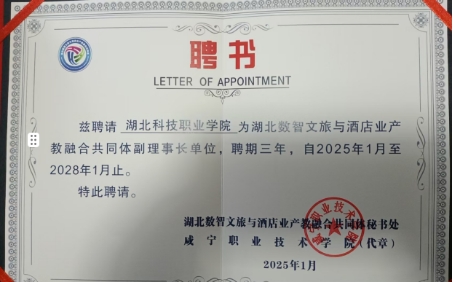 聘书
LETTER OF APPOINTMENT
兹聘请 湖北科技职业学院 为湖北数智文旅与酒店业产
教融合共同体副理事长单位，聘期三年，自2025年1月至
2028年1月止。
特此聘请。
湖北数智文旅与酒店业产教融合共同体秘书处
咸宁职业技术学院（代章）
2025年1月